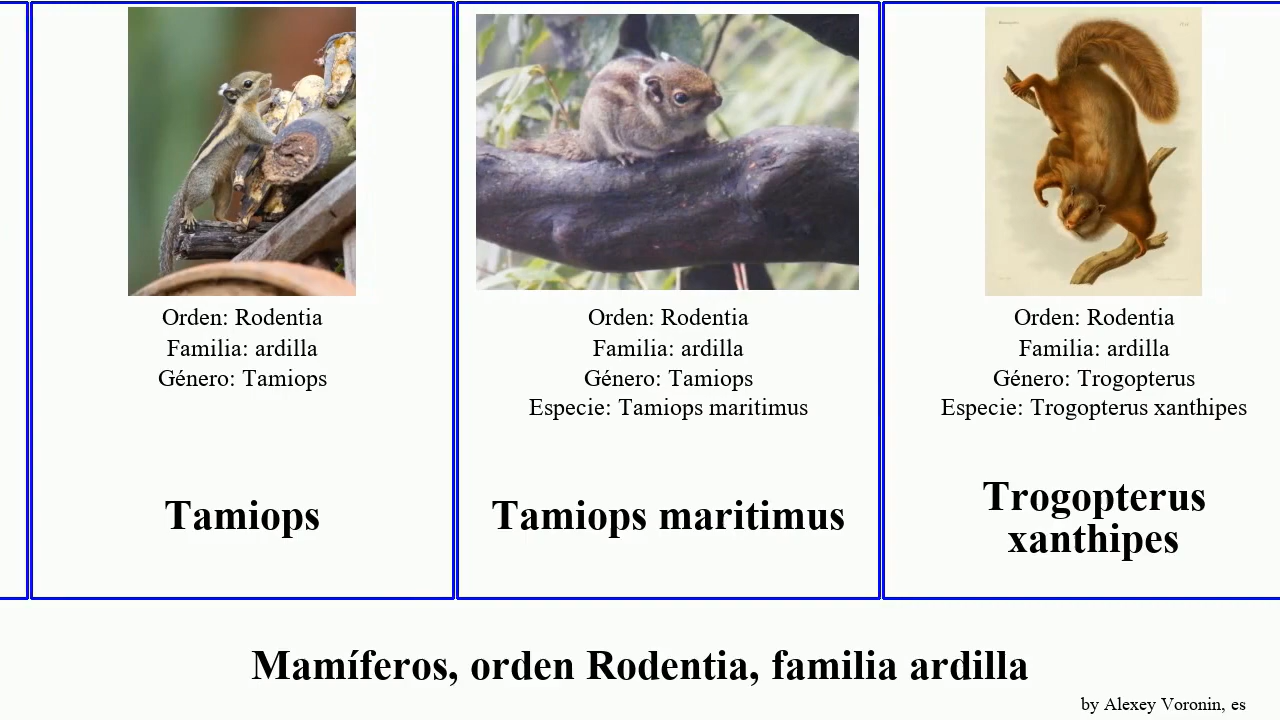 Orden: Rodentia
Familia: ardilla
Género: Tamiops
Tamiops
Orden: Rodentia
Familia: ardilla
Género: Tamiops
Especie: Tamiops maritimus
Tamiops maritimus
Orden: Rodentia
Familia: ardilla
Género: Trogopterus
Especie: Trogopterus xanthipes
Trogopterus
xanthipes
Mamíferos, orden Rodentia, familia ardilla
by Alexey Voronin, es